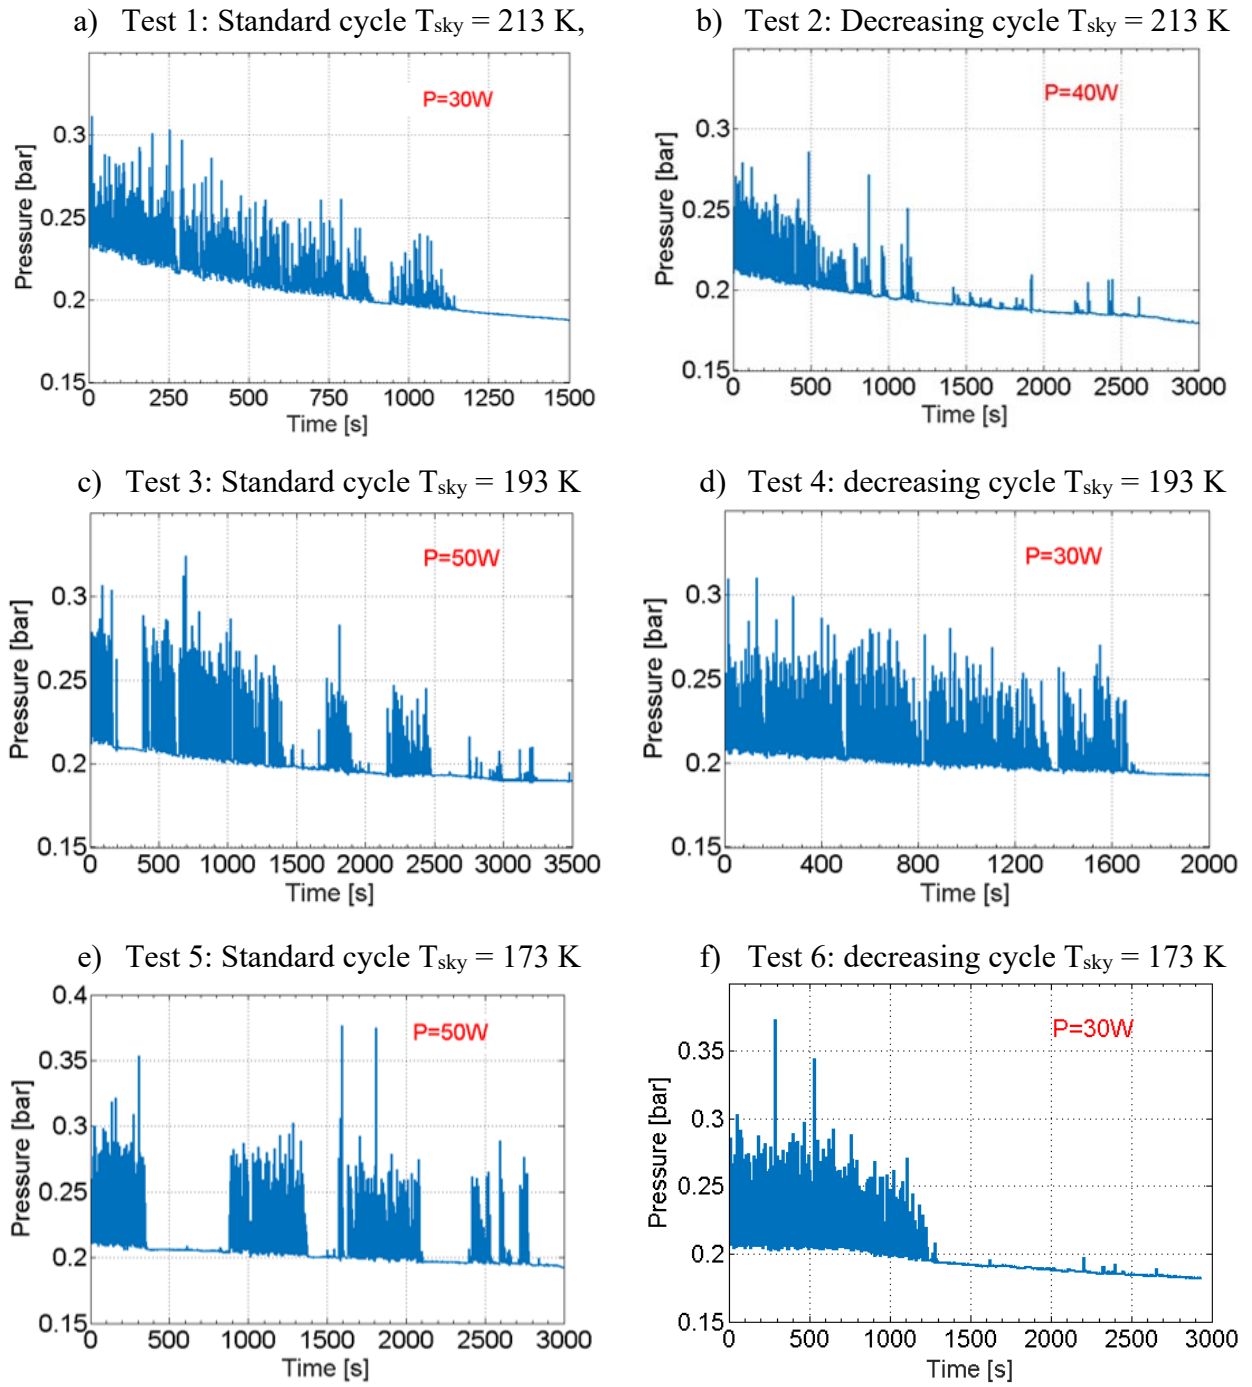 a) Test 1: Standard cycle Tsky = 213 K,
P=30W
0.3
0.25
0.2
0.15
Pressure [bar]
0 250 500 750 1000 1250 1500
Time [s]
b) Test 2: Decreasing cycle Tsky = 213 K
P=40W
0.3
0.25
0.2
0.15
Pressure [bar]
0 500 1000 1500 2000 2500 3000
Time [s]
c) Test 3: Standard cycle Tsky = 193 K
P=50W
0.3
0.25
0.2
0.15
Pressure [bar]
0 500 1000 1500 2000 2500 3000 3500
Time [s]
d) Test 4: decreasing cycle Tsky = 193 K
P=30W
0.3
0.25
0.2
0.15
Pressure [bar]
0 400 800 1200 1600 2000
Time [s]
e) Test 5: Standard cycle Tsky = 173 K
P=50W
0.4
0.35
0.3
0.25
0.2
0.15
Pressure [bar]
0 500 1000 1500 2000 2500 3000
Time [s]
f) Test 6: decreasing cycle Tsky = 173 K
P=30W
0.35
0.3
0.25
0.2
0.15
Pressure [bar]
0 500 1000 1500 2000 2500 3000
Time [s]